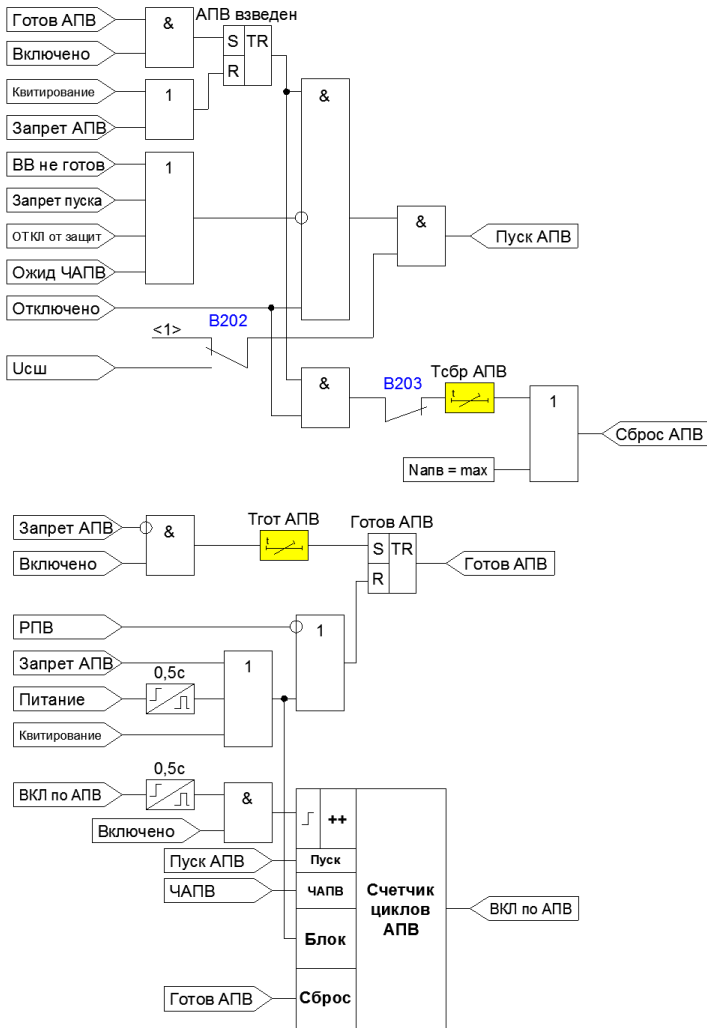 Готов АПВ
&
АПВ взведен
S TR
Включено
R
Квитирование
1
&
Запрет АПВ
ВВ не готов
1
Запрет пуска
&
ОТКЛ от защит
Пуск АПВ
Ожид ЧАПВ
Отключено
<1>
B202
Uсш
&
B203
Tсбр АПВ
t
1
Сброс АПВ
Nапв = max
Запрет АПВ
&
Tгот АПВ
Готов АПВ
t
S TR
Включено
Готов АПВ
R
РПВ
1
Запрет АПВ
1
0,5с
Питание
Квитирование
0,5с
ВКЛ по АПВ
&
++
Включено
Пуск АПВ
Пуск
ЧАПВ
ЧАПВ
Счетчик
циклов
АПВ
ВКЛ по АПВ
Блок
Готов АПВ
Сброс